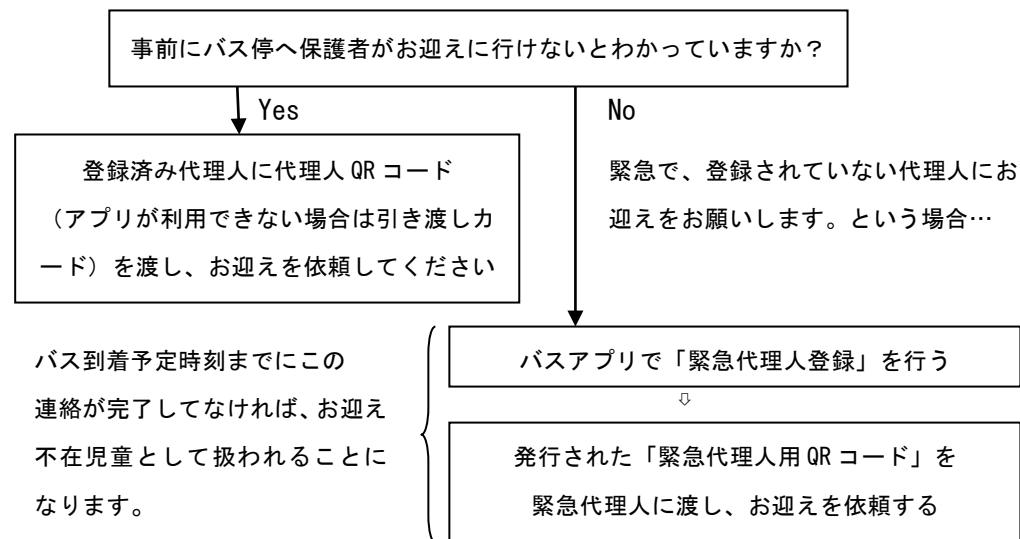 事前にバス停へ保護者がお迎えに行けないとわかっていますか？
Yes
No
登録済み代理人に代理人QRコード
（アプリが利用できない場合は引き渡しカ
ード）を渡し、お迎えを依頼してください
緊急で、登録されていない代理人にお
迎えをお願いします。という場合…
バス到着予定時刻までにこの
連絡が完了してなければ、お迎え
不在児童として扱われることに
なります。
バスアプリで「緊急代理人登録」を行う
⇩
発行された「緊急代理人用QRコード」を
緊急代理人に渡し、お迎えを依頼する